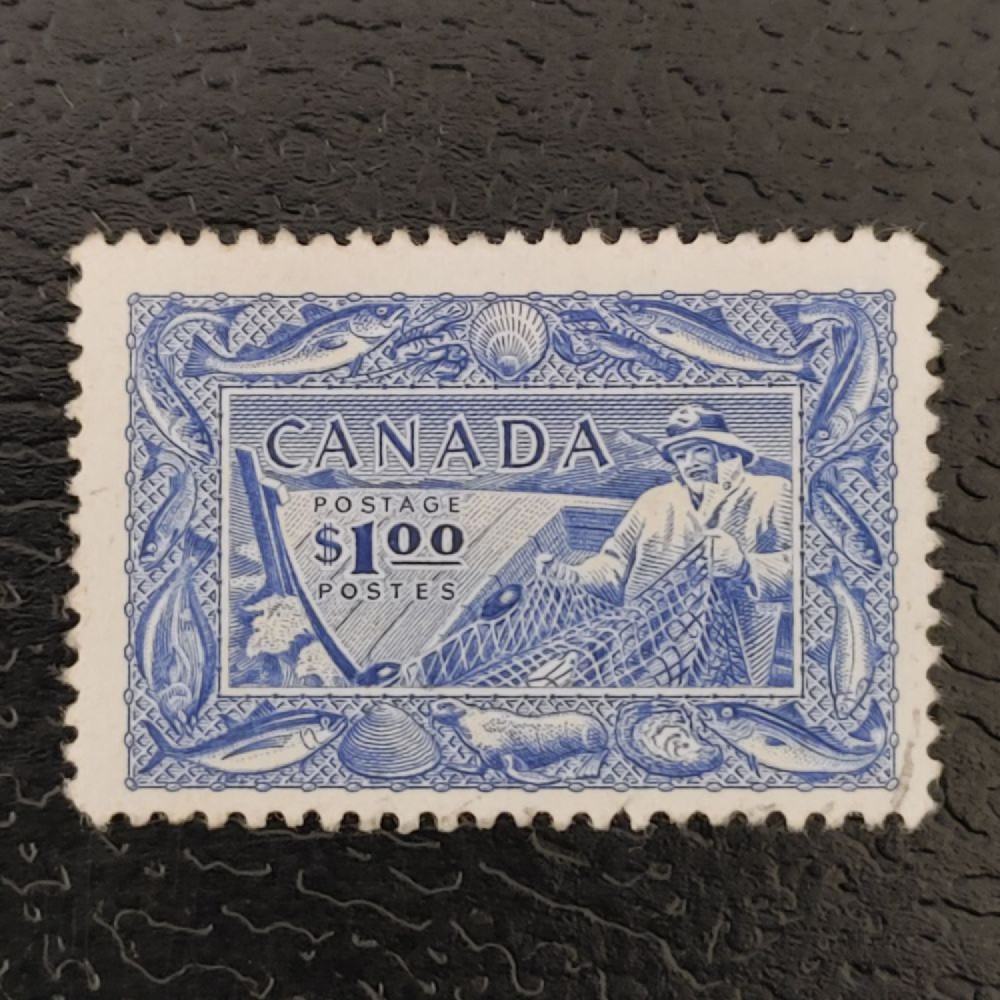 CANADA
POSTAGE
$1.00
POSTES